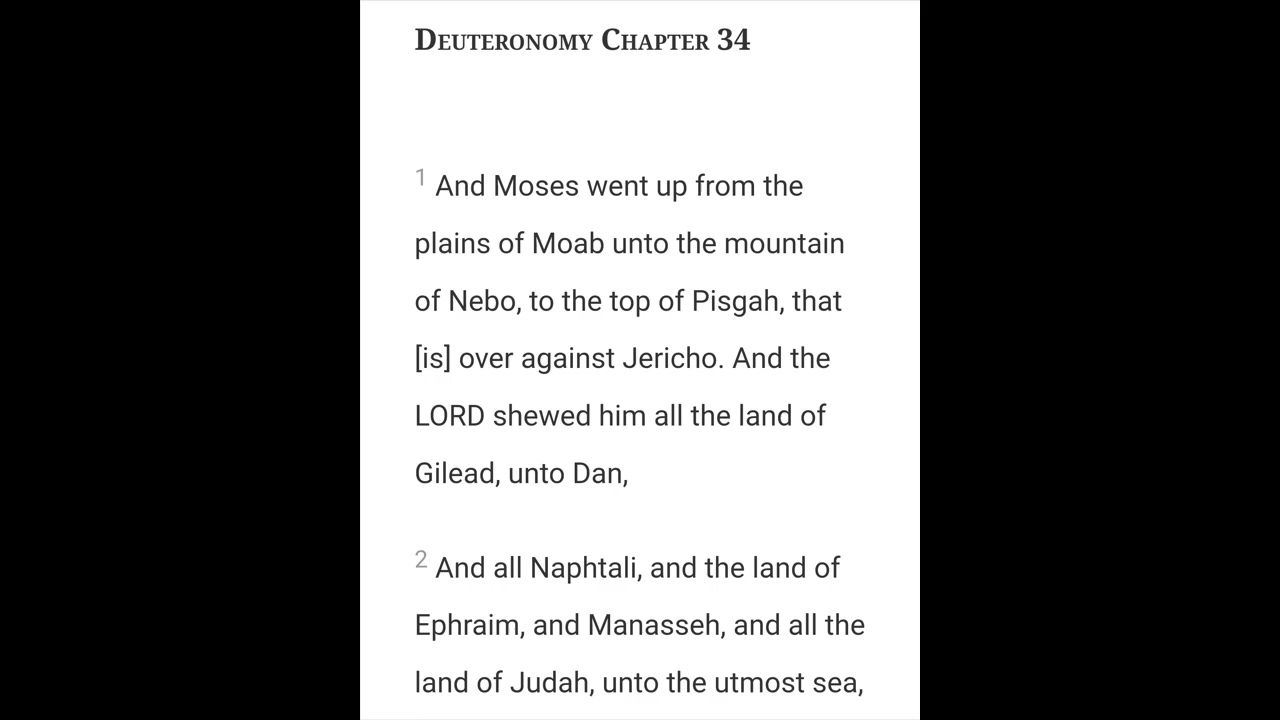 DEUTERONOMY CHAPTER 34
1 And Moses went up from the
plains of Moab unto the mountain
of Nebo, to the top of Pisgah, that
[is] over against Jericho. And the
LORD shewed him all the land of
Gilead, unto Dan,
2 And all Naphtali, and the land of
Ephraim, and Manasseh, and all the
land of Judah, unto the utmost sea,